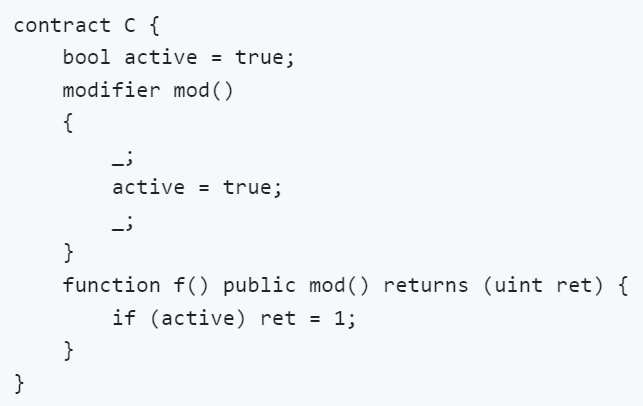 contract C {
    bool active = true;
    modifier mod()
    {
        _;
        active = true;
        _;
    }
    function f() public mod() returns (uint ret) {
        if (active) ret = 1;
    }
}